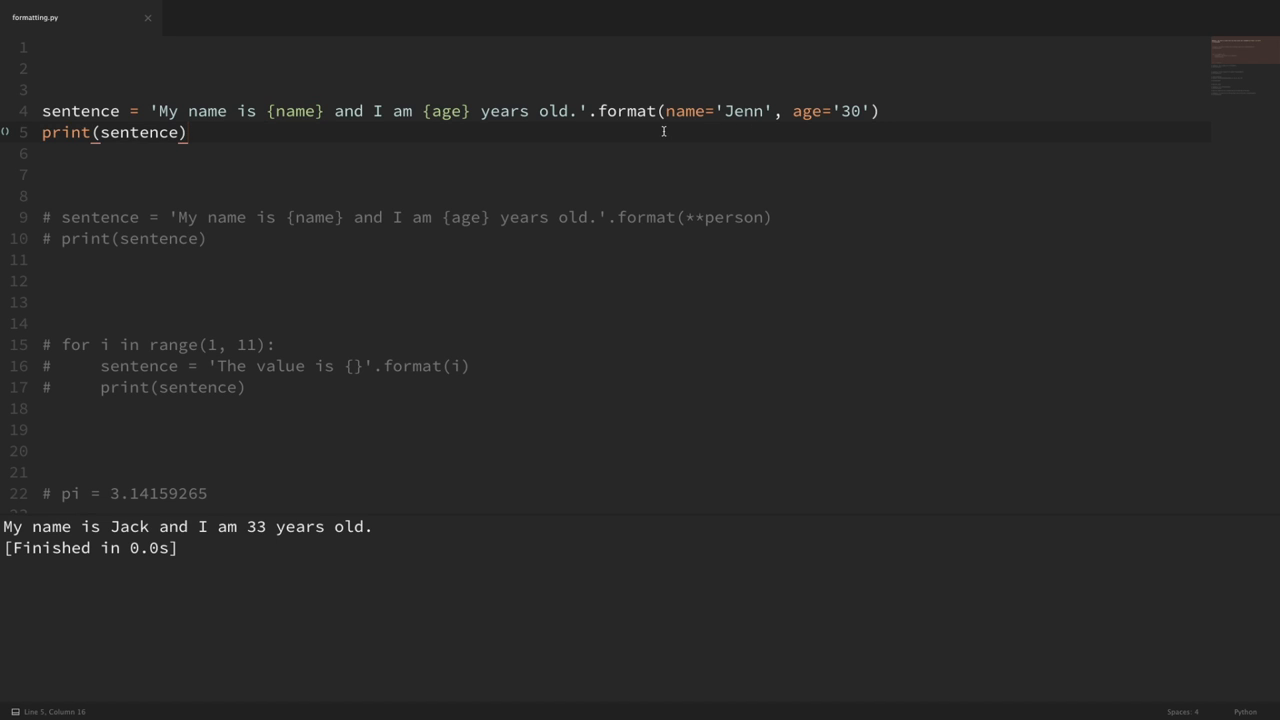 formatting.py ×
1
2
3
4 sentence = 'My name is {name} and I am {age} years old.'.format(name='Jenn', age='30')
() 5 print(sentence)
6
7
8
9 # sentence = 'My name is {name} and I am {age} years old.'.format(**person)
10 # print(sentence)
11
12
13
14
15 # for i in range(1, 11):
16 #     sentence = 'The value is {}'.format(i)
17 #     print(sentence)
18
19
20
21
22 # pi = 3.14159265
My name is Jack and I am 33 years old.
[Finished in 0.0s]
Line 5, Column 16 Spaces: 4 Python